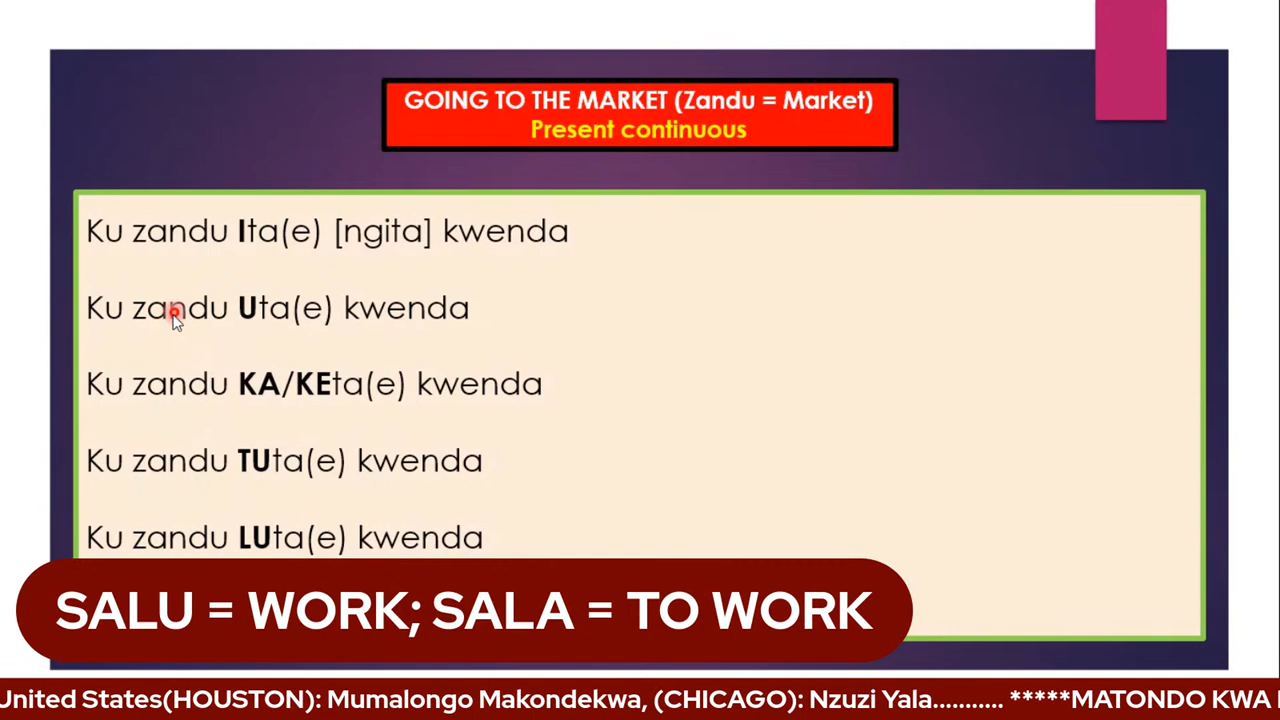 GOING TO THE MARKET (Zandu = Market)
Present continuous
Ku zandu Ita(e) [ngita] kwenda
Ku zandu Uta(e) kwenda
Ku zandu KA/KEta(e) kwenda
Ku zandu TUta(e) kwenda
Ku zandu LUta(e) kwenda
SALU = WORK; SALA = TO WORK
United States(HOUSTON): Mumalongo Makondekwa, (CHICAGO): Nzuzi Yala........... *****MATONDO KWA